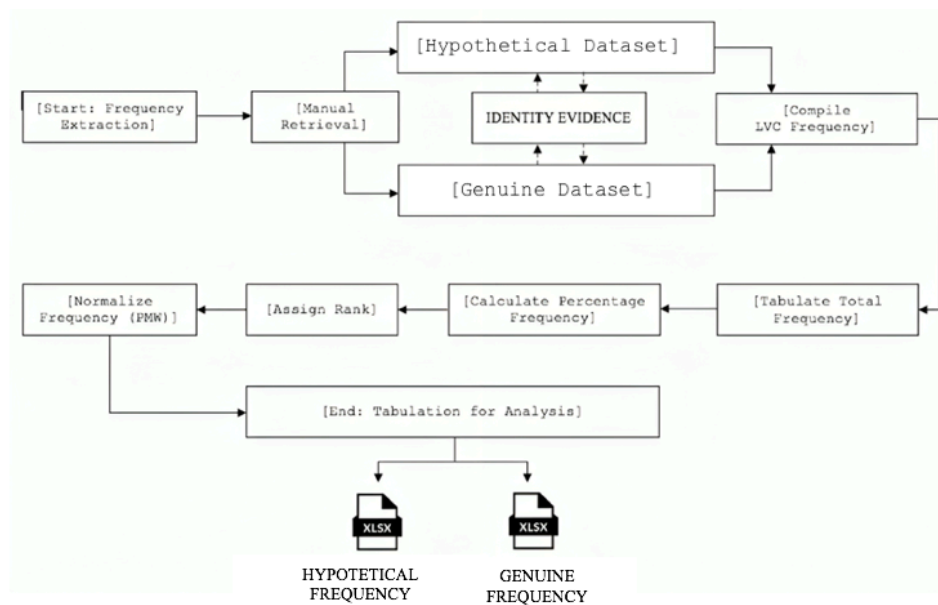 [Hypothetical Dataset]
[Start: Frequency
Extraction]
[Manual
Retrieval]
IDENTITY EVIDENCE
[Compile
LVC Frequency]
[Genuine Dataset]
[Normalize
Frequency (PMW)]
[Assign Rank]
[Calculate Percentage
Frequency]
[Tabulate Total
Frequency]
[End: Tabulation for Analysis]
XLSX
XLSX
HYPOTETICAL
FREQUENCY
GENUINE
FREQUENCY